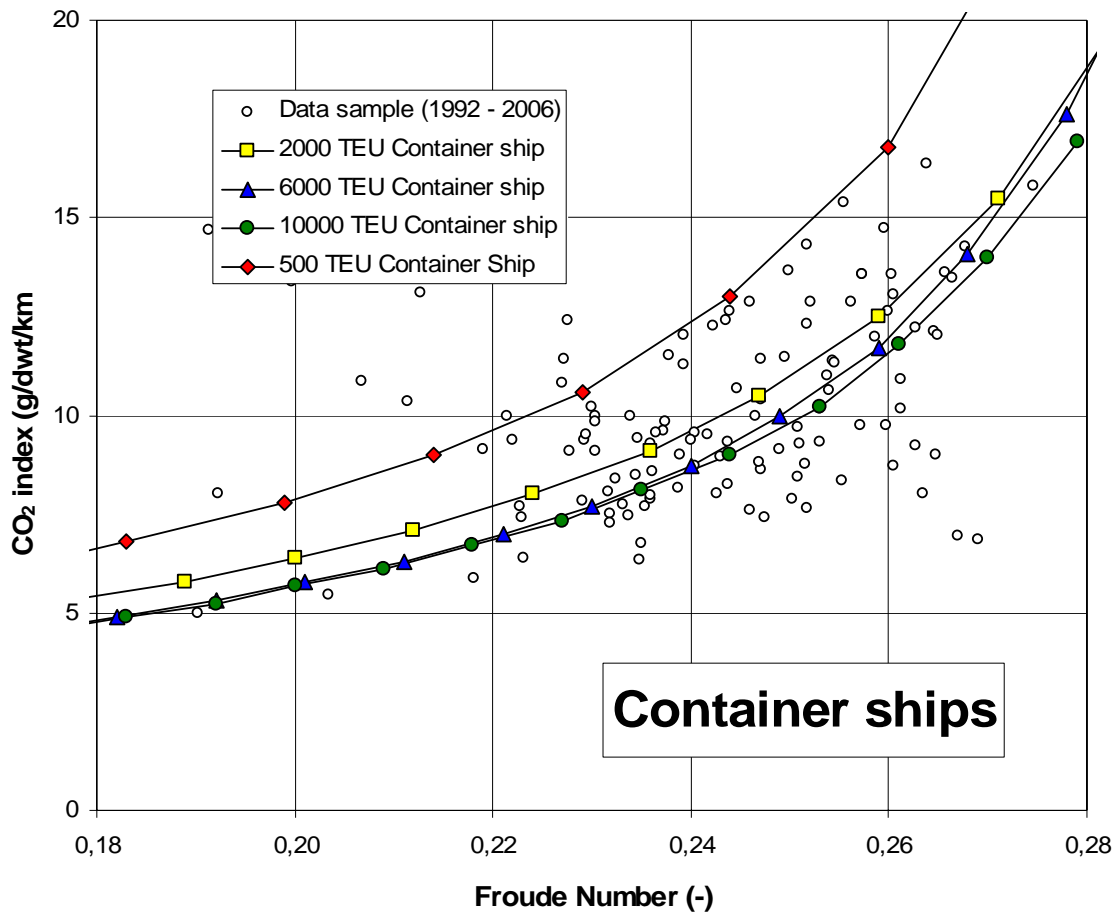 20
15
10
5
0
CO₂ index (g/dwt/km)
Data sample (1992 - 2006)
2000 TEU Container ship
6000 TEU Container ship
10000 TEU Container ship
500 TEU Container Ship
Container ships
0,18 0,20 0,22 0,24 0,26 0,28
Froude Number (-)